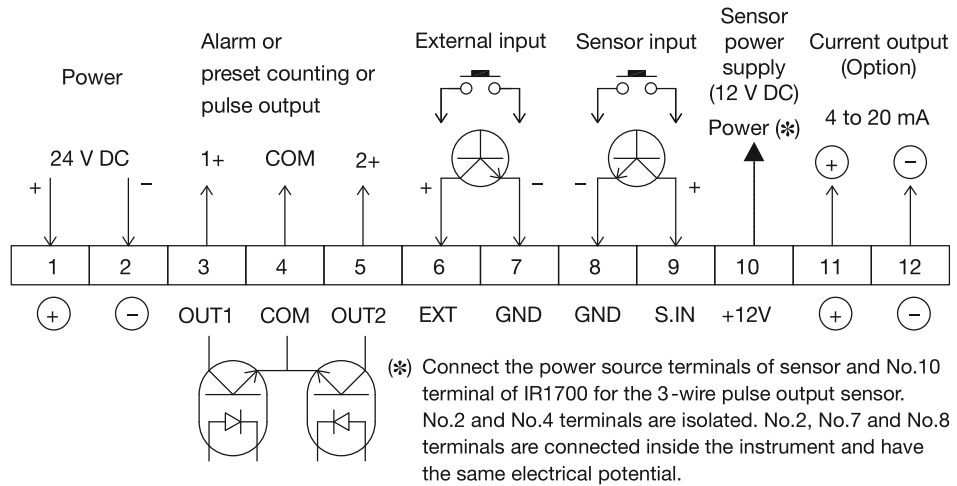 Power
24 V DC
+
−
Alarm or
preset counting or
pulse output
1+
COM
2+
External input
+
−
Sensor input
−
+
Sensor
power
supply
(12 V DC)
Power (✻)
Current output
(Option)
4 to 20 mA
+
−
1 2 3 4 5 6 7 8 9 10 11 12
+ − OUT1 COM OUT2 EXT GND GND S.IN +12V + −
(✻) Connect the power source terminals of sensor and No.10
terminal of IR1700 for the 3-wire pulse output sensor.
No.2 and No.4 terminals are isolated. No.2, No.7 and No.8
terminals are connected inside the instrument and have
the same electrical potential.